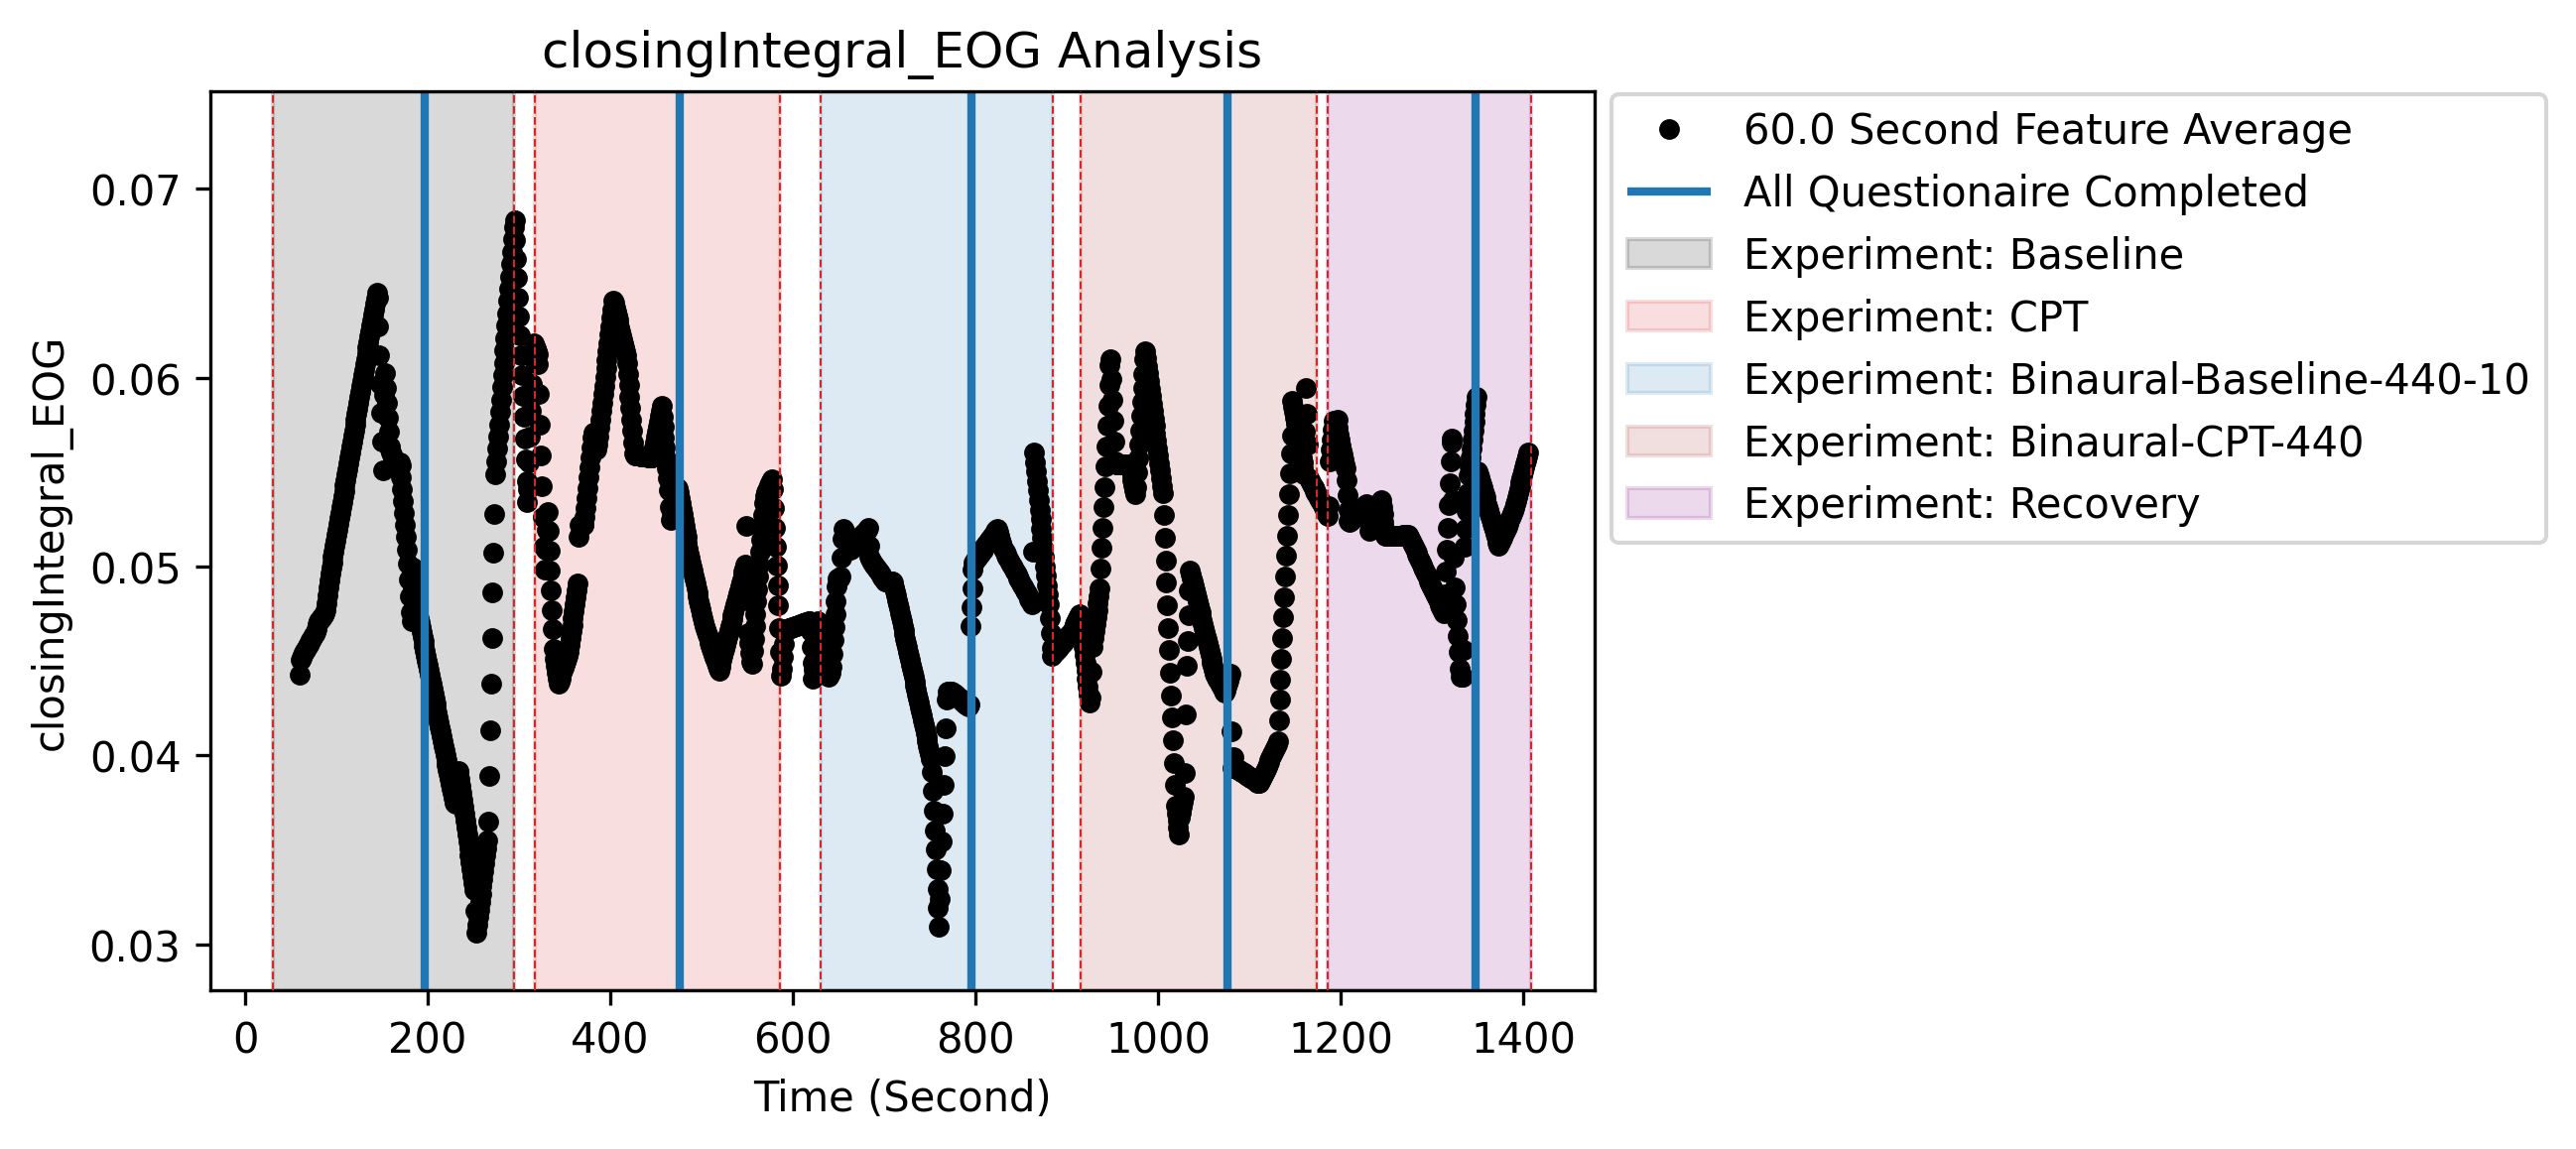 closingIntegral_EOG Analysis
closingIntegral_EOG
0.07
0.06
0.05
0.04
0.03
0 200 400 600 800 1000 1200 1400
Time (Second)
60.0 Second Feature Average
All Questionaire Completed
Experiment: Baseline
Experiment: CPT
Experiment: Binaural-Baseline-440-10
Experiment: Binaural-CPT-440
Experiment: Recovery